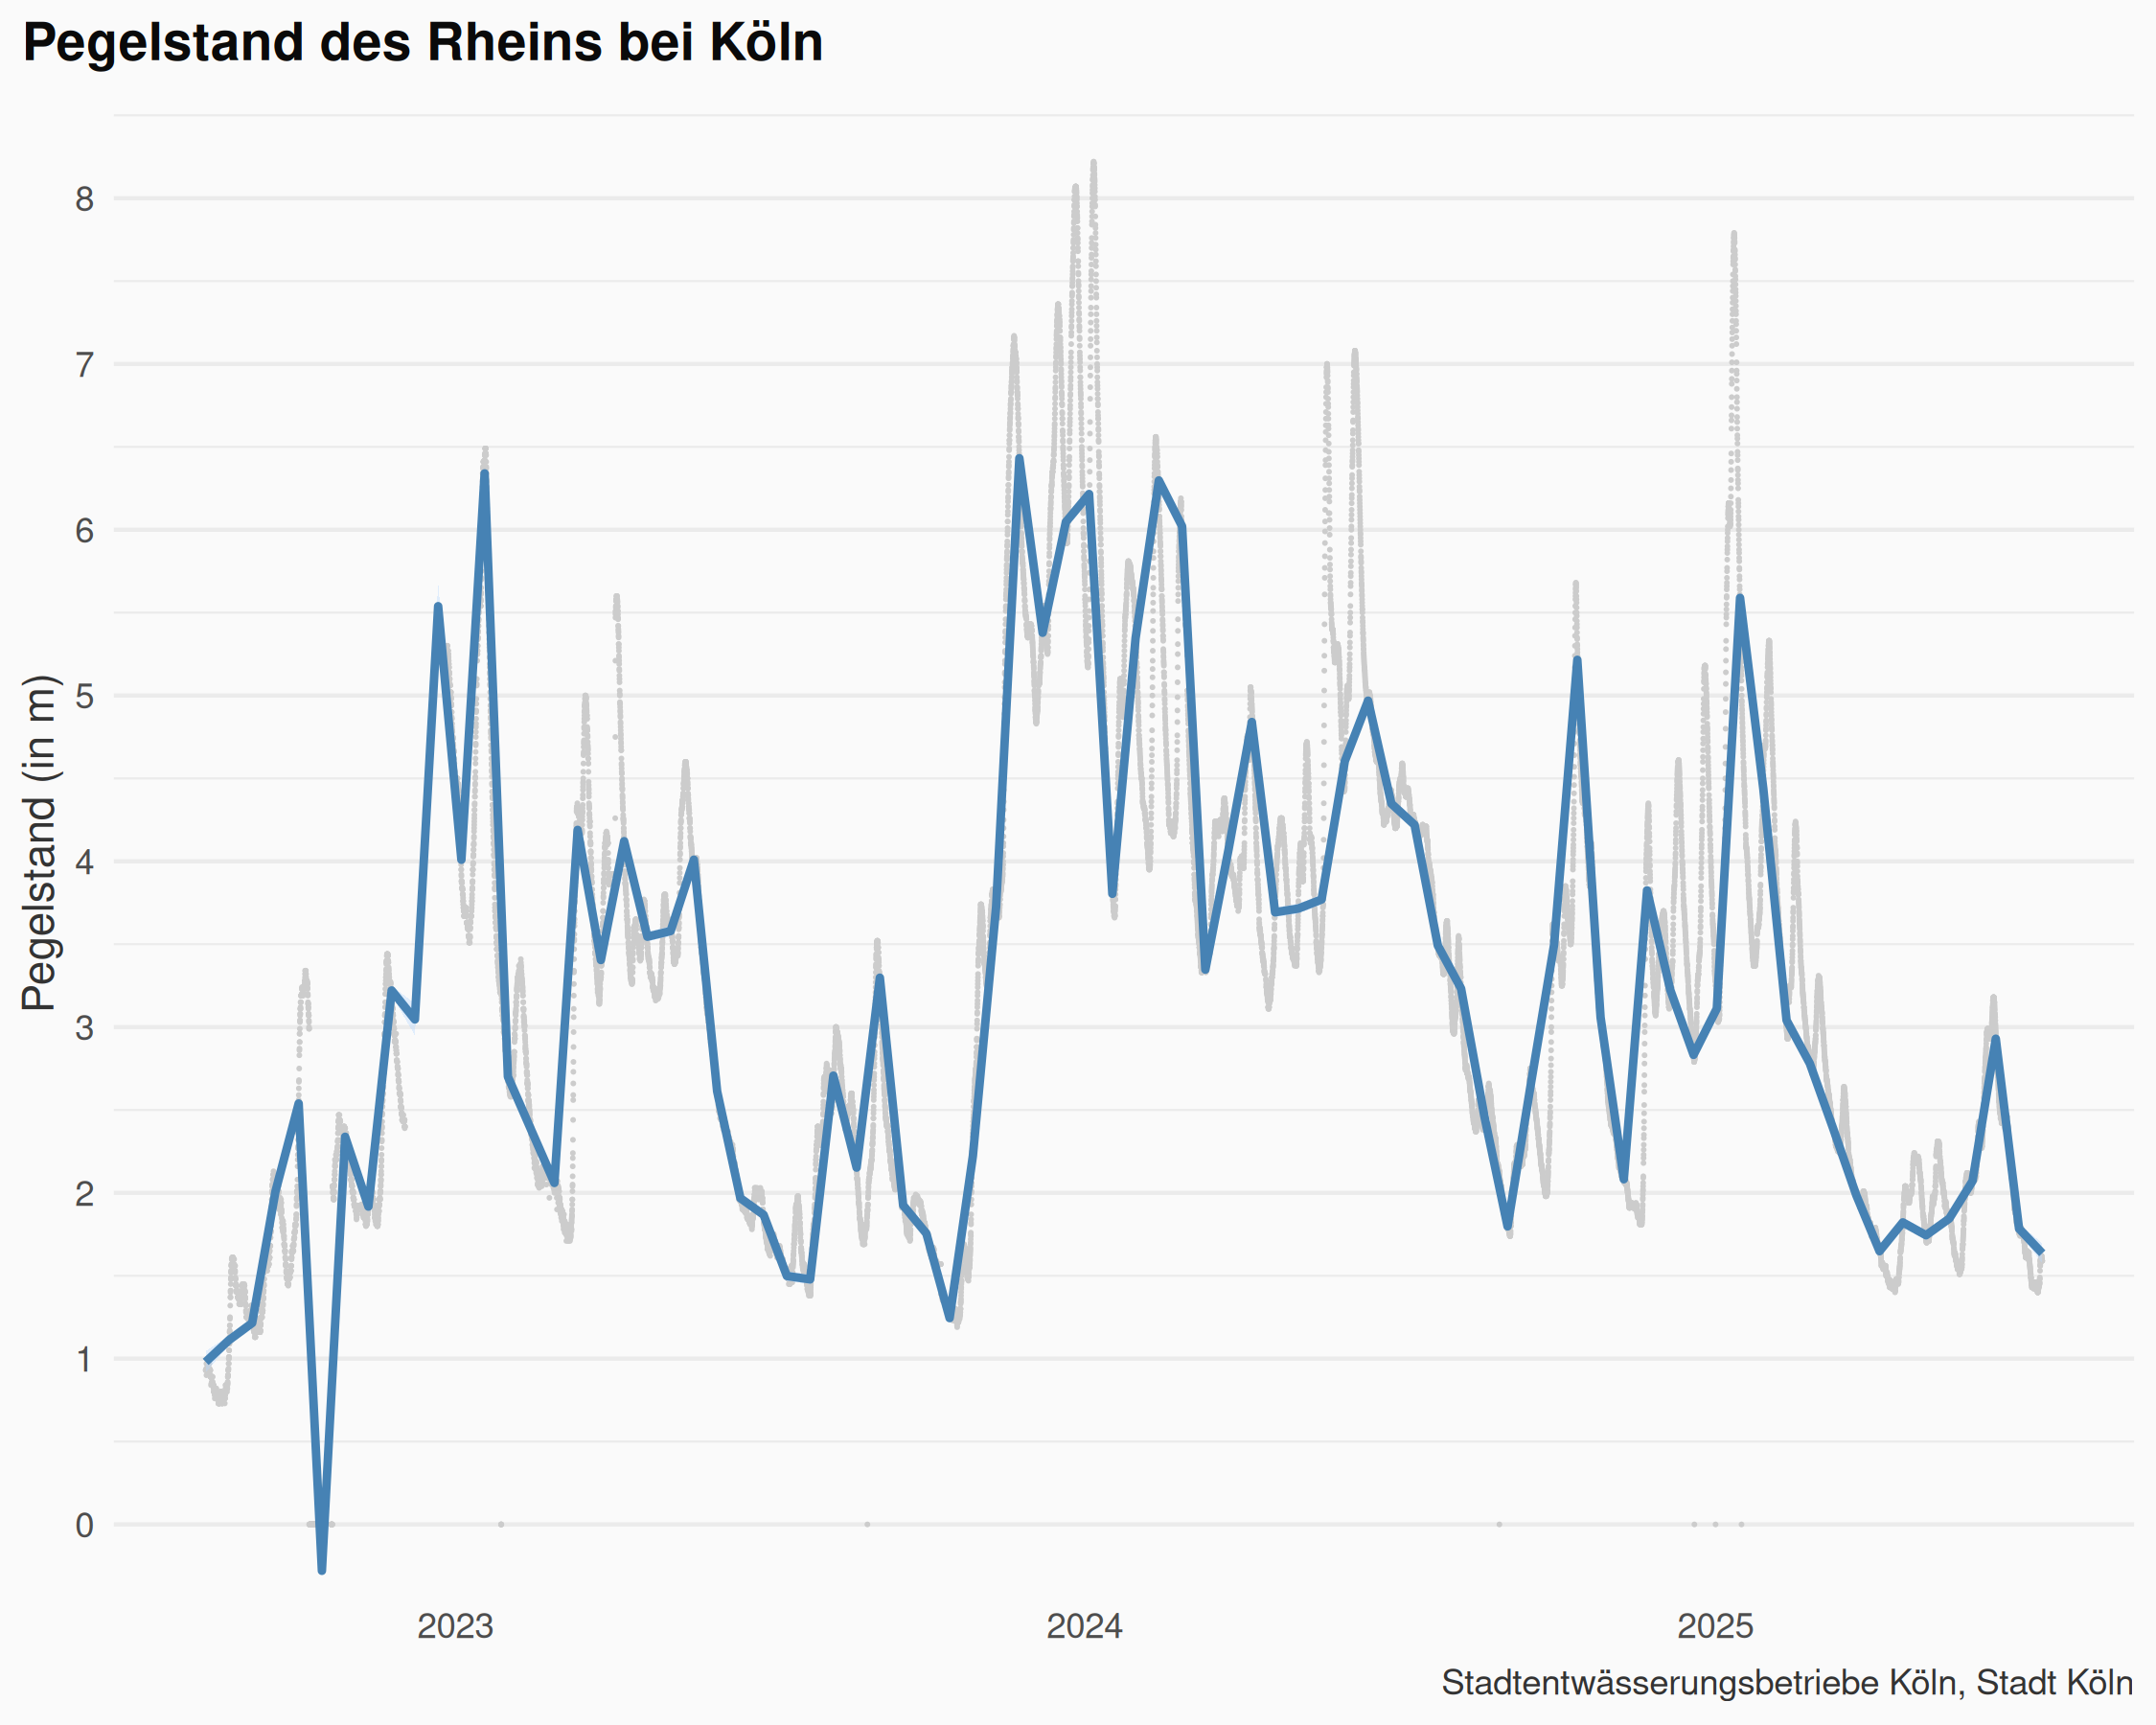 Pegelstand des Rheins bei Köln
Pegelstand (in m)
8
7
6
5
4
3
2
1
0
2023 2024 2025
Stadtentwässerungsbetriebe Köln, Stadt Köln